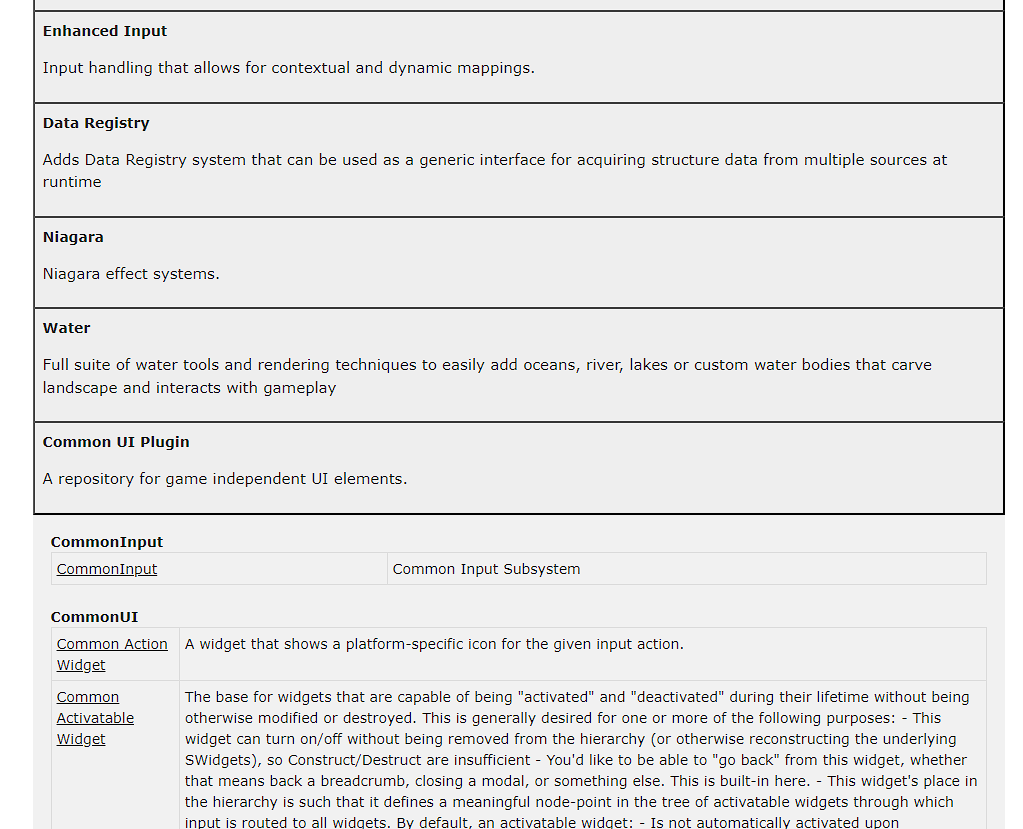 Enhanced Input
Input handling that allows for contextual and dynamic mappings.
Data Registry
Adds Data Registry system that can be used as a generic interface for acquiring structure data from multiple sources at
runtime
Niagara
Niagara effect systems.
Water
Full suite of water tools and rendering techniques to easily add oceans, river, lakes or custom water bodies that carve
landscape and interacts with gameplay
Common UI Plugin
A repository for game independent UI elements.
CommonInput
CommonInput Common Input Subsystem
CommonUI
Common Action A widget that shows a platform-specific icon for the given input action.
Widget
Common The base for widgets that are capable of being "activated" and "deactivated" during their lifetime without being
Activatable otherwise modified or destroyed. This is generally desired for one or more of the following purposes: - This
Widget widget can turn on/off without being removed from the hierarchy (or otherwise reconstructing the underlying
SWidgets), so Construct/Destruct are insufficient - You'd like to be able to "go back" from this widget, whether
that means back a breadcrumb, closing a modal, or something else. This is built-in here. - This widget's place in
the hierarchy is such that it defines a meaningful node-point in the tree of activatable widgets through which
input is routed to all widgets. By default, an activatable widget: - Is not automatically activated upon